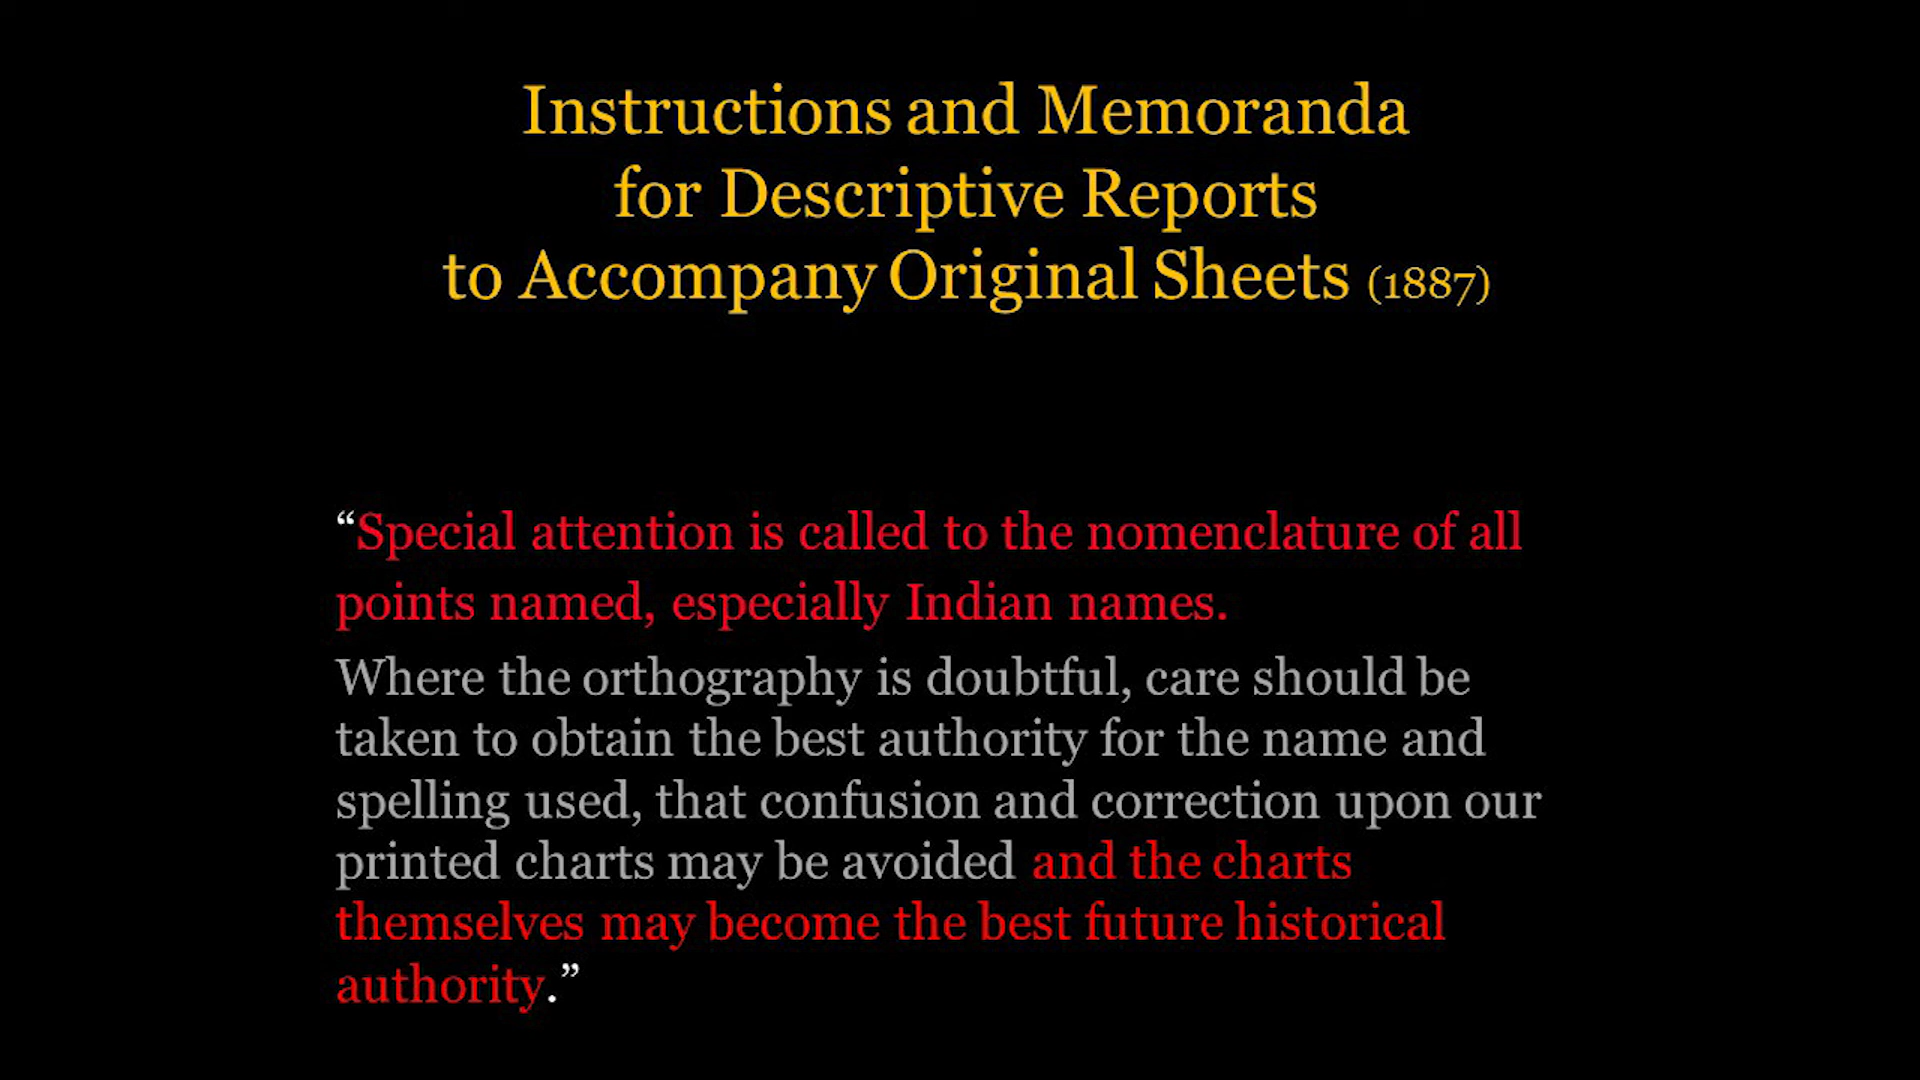 Instructions and Memoranda
for Descriptive Reports
to Accompany Original Sheets (1887)
“Special attention is called to the nomenclature of all
points named, especially Indian names.
Where the orthography is doubtful, care should be
taken to obtain the best authority for the name and
spelling used, that confusion and correction upon our
printed charts may be avoided and the charts
themselves may become the best future historical
authority.”